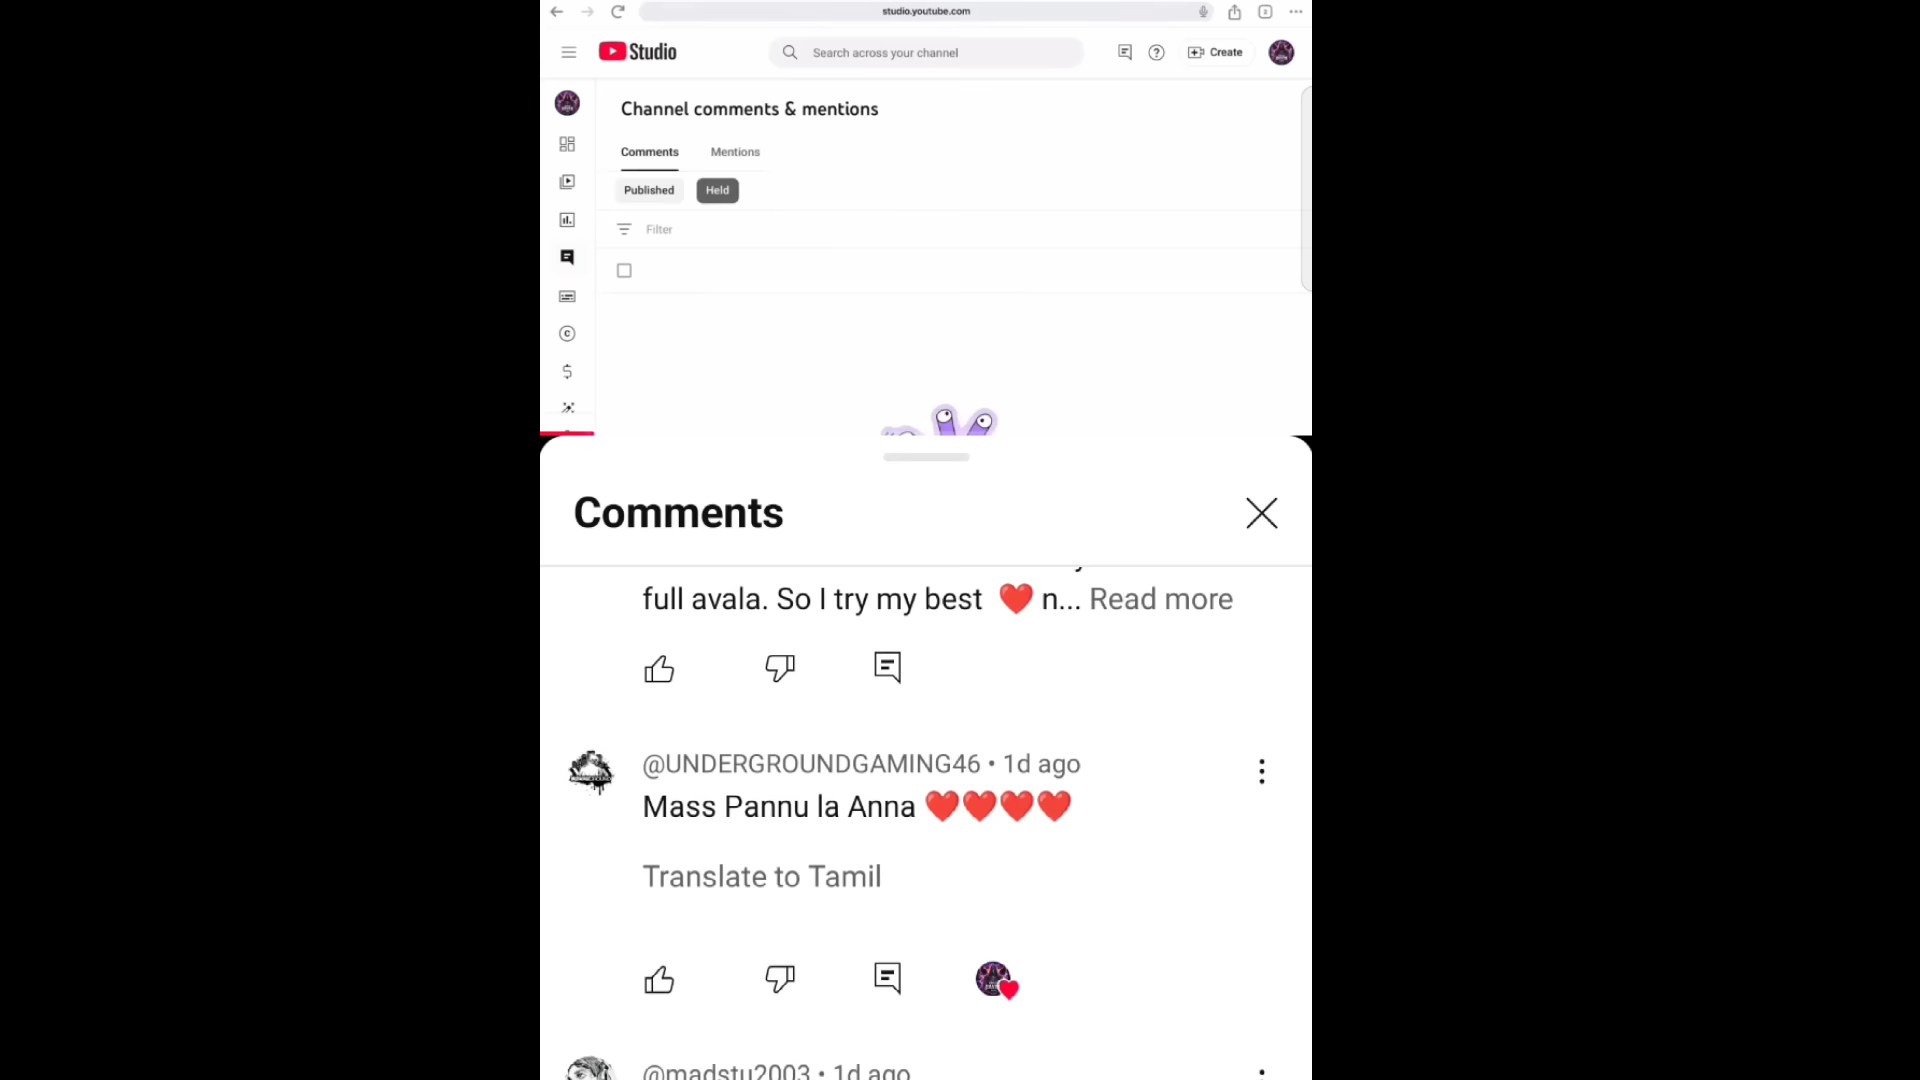 studio.youtube.com
Studio
Search across your channel
Create
Channel comments & mentions
Comments
Mentions
Published
Held
Filter
Comments
full avala. So I try my best ❤️ n... Read more
@UNDERGROUNDGAMING46 • 1d ago
Mass Pannu la Anna ❤️❤️❤️❤️
Translate to Tamil
@madstu2003 • 1d ago